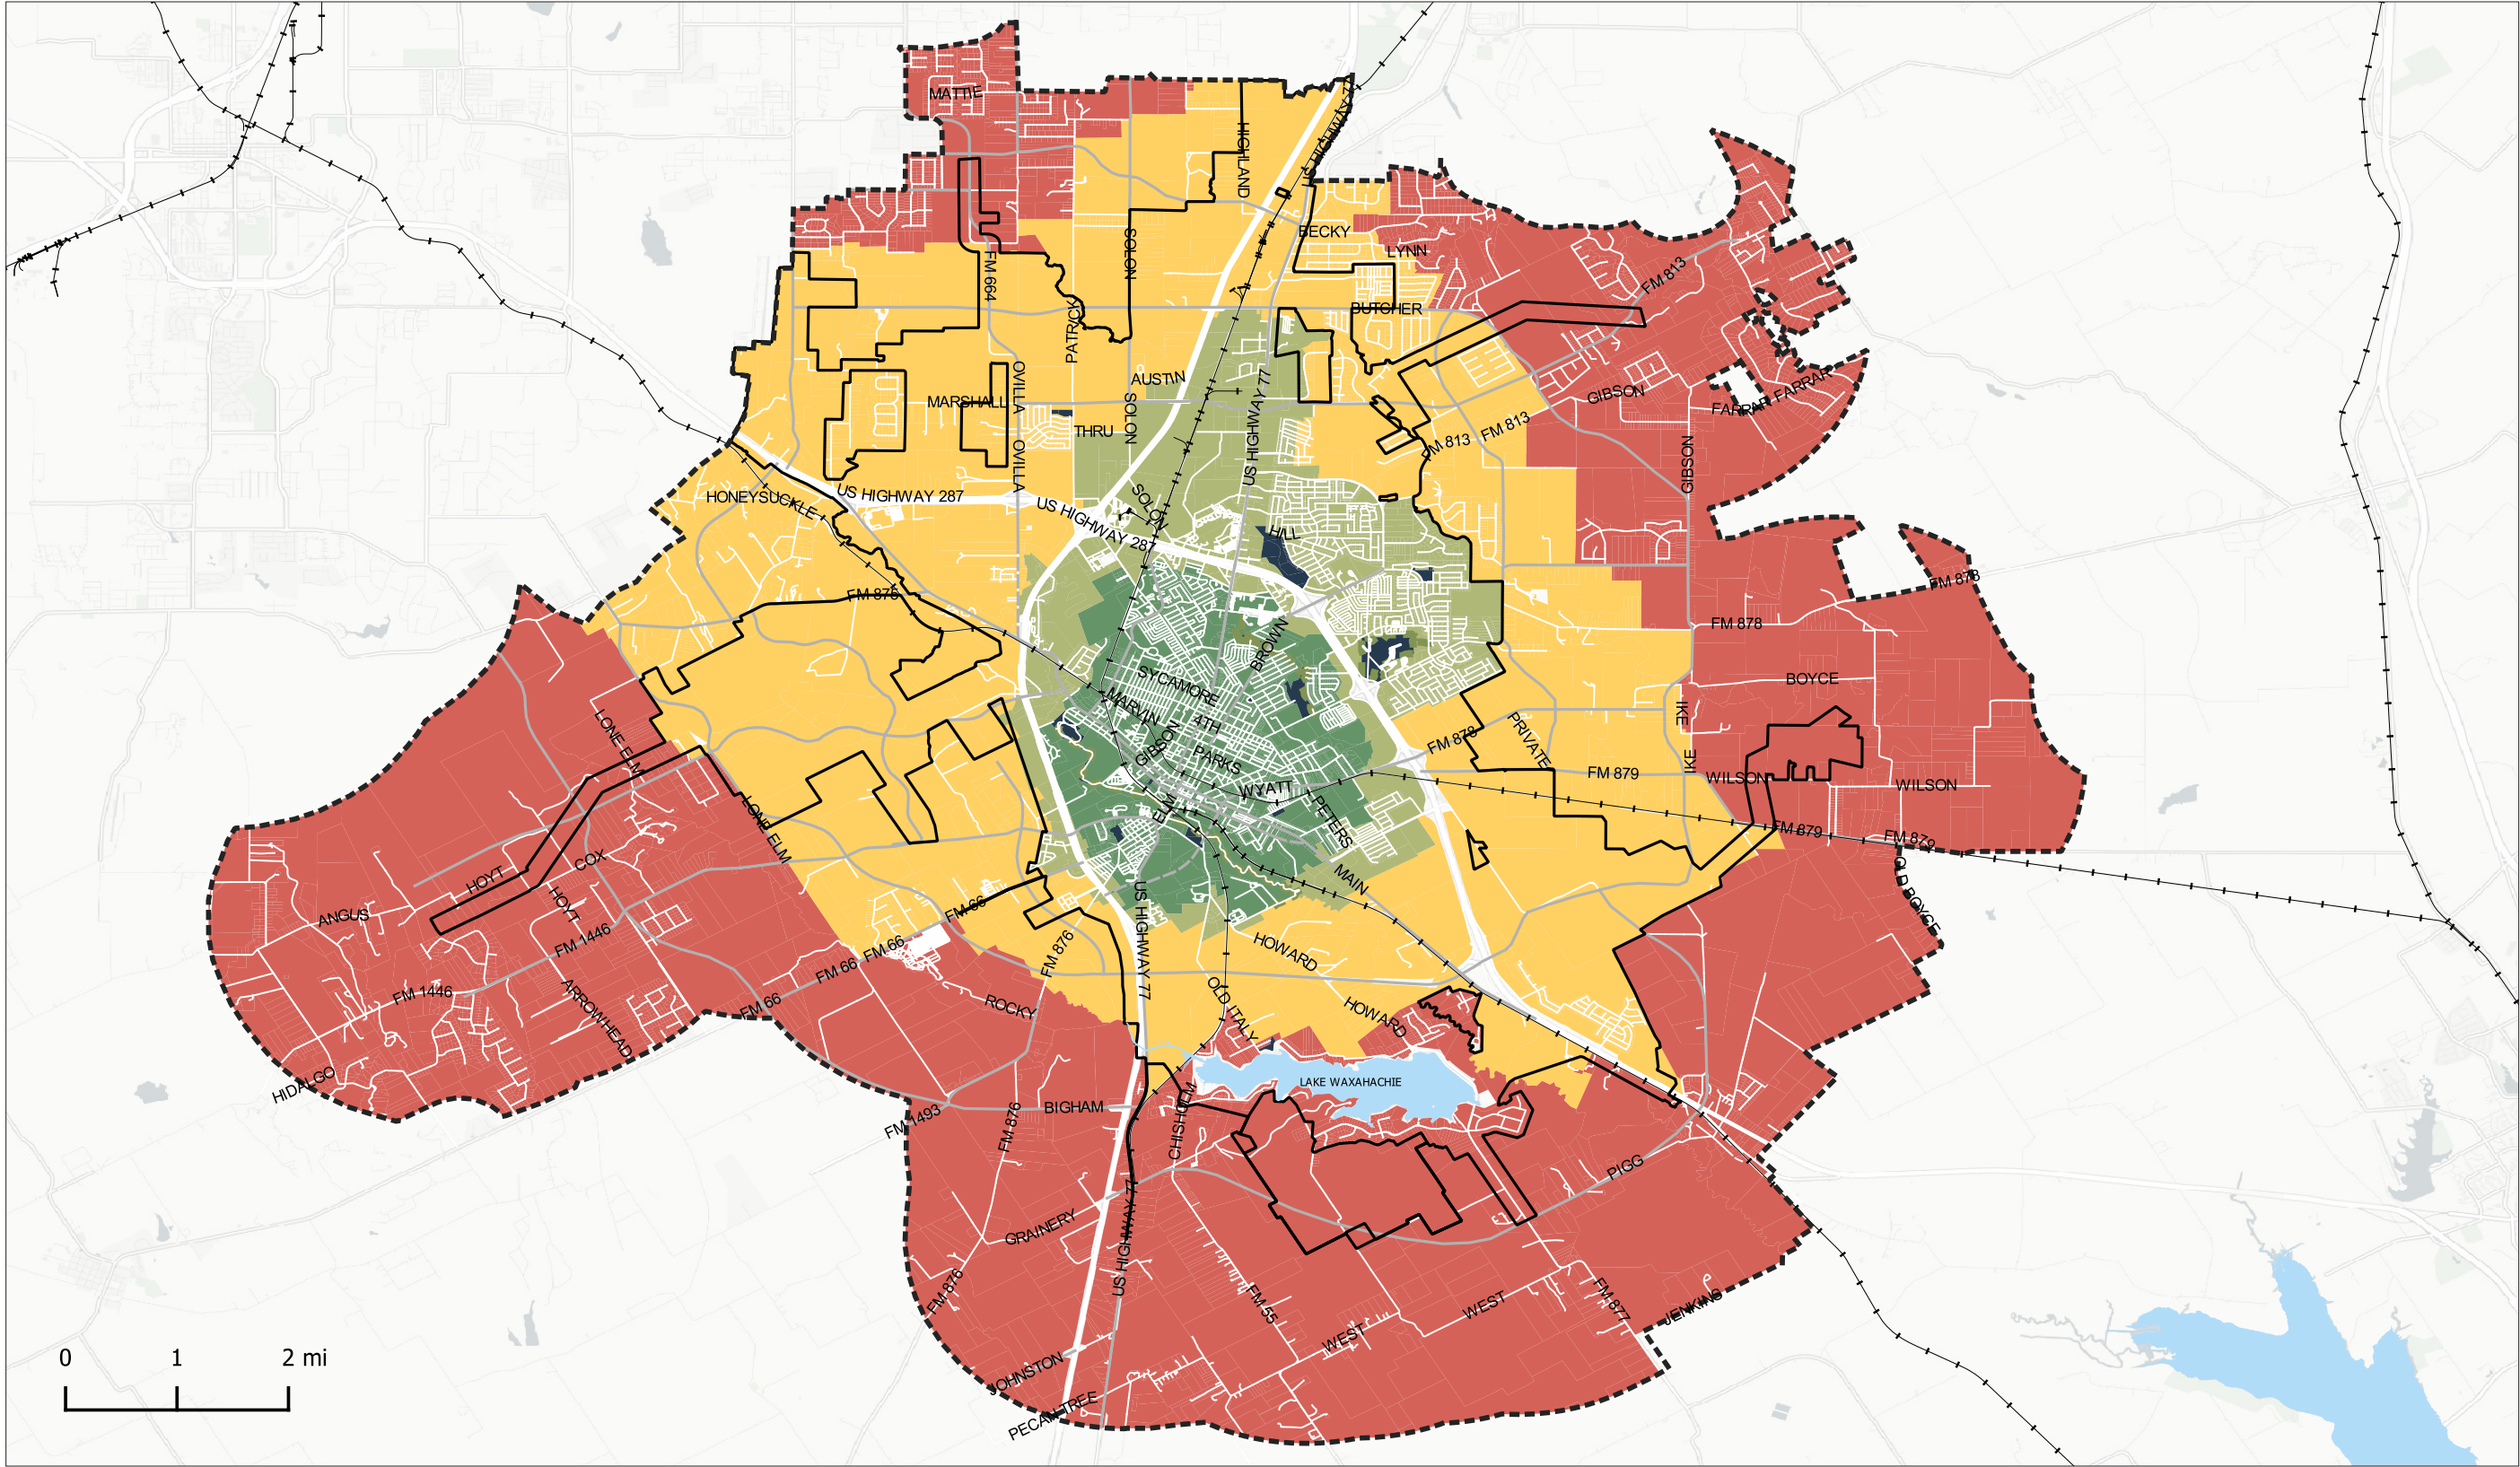 MATTIE
HIGHLAND
US HIGHWAY 77
BECKY
LYNN
SOLON
FM 664
FM 813
BUTCHER
PATRICK
AUSTIN
OVILLA
MARSHALL
SOLON
US HIGHWAY 77
GIBSON
FARRAR
FARRAR
THRU
FM 813
FM 813
OVILLA
GIBSON
HONEYSUCKLE
US HIGHWAY 287
US HIGHWAY 287
SOLON
HILL
FM 875
FM 878
FM 878
BROWN
SYCAMORE
BOYCE
MARVIN
4TH
IKE
LONE ELM
GIBSON
PARKS
FM 878
PRIVATE
IKE
FM 879
WILSON
WILSON
WYATT
ELM
PETERS
LONE ELM
FM 879
FM 879
COX
HOYT
HOYT
MAIN
OLD BOYCE
ANGUS
FM 66
US HIGHWAY 77
FM 1446
FM 66
FM 876
HOWARD
FM 66
FM 1446
FM 66
ROCKY
OLD ITALY
HOWARD
ARROWHEAD
HIDALGO
LAKE WAXAHACHIE
BIGHAM
FM 1493
FM 876
CHISHOLM
PIGG
GRAINERY
US HIGHWAY 77
FM 876
FM 55
WEST
WEST
FM 877
JENKINS
JOHNSTON
PECAN TREE
0 1 2 mi